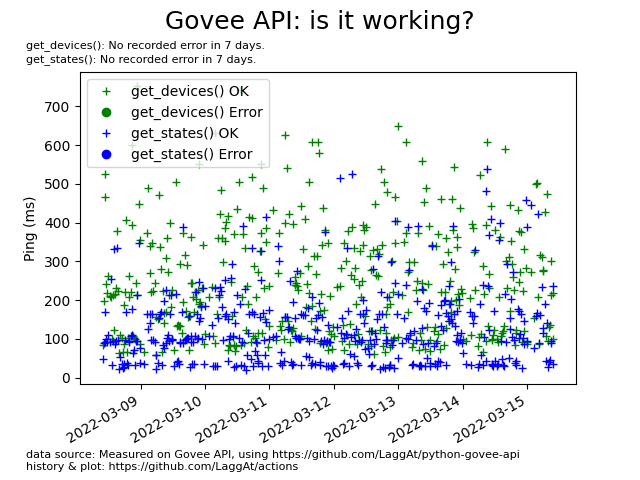 Govee API: is it working?
get_devices(): No recorded error in 7 days.
get_states(): No recorded error in 7 days.
get_devices() OK
get_devices() Error
get_states() OK
get_states() Error
Ping (ms)
700
600
500
400
300
200
100
0
2022-03-09
2022-03-10
2022-03-11
2022-03-12
2022-03-13
2022-03-14
2022-03-15
data source: Measured on Govee API, using https://github.com/LaggAt/python-govee-api
history & plot: https://github.com/LaggAt/actions